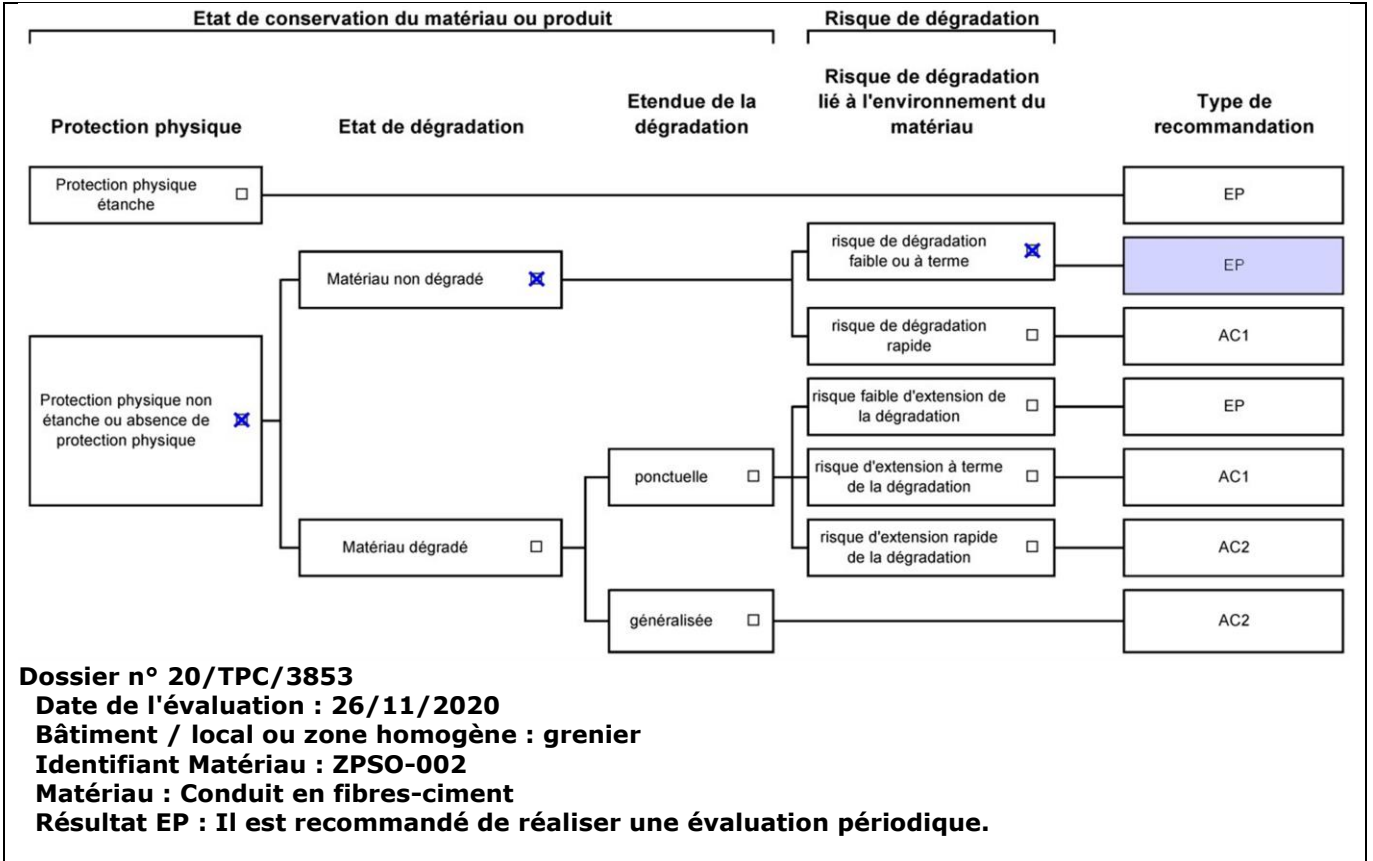 Etat de conservation du matériau ou produit
Risque de dégradation
Protection physique
Etat de dégradation
Etendue de la
dégradation
Risque de dégradation
lié à l'environnement du
matériau
Type de
recommandation
Protection physique
étanche
EP
risque de dégradation
faible ou à terme
EP
Matériau non dégradé
risque de dégradation
rapide
AC1
Protection physique non
étanche ou absence de
protection physique
risque faible d'extension de
la dégradation
EP
ponctuelle
risque d'extension à terme
de la dégradation
AC1
Matériau dégradé
risque d'extension rapide
de la dégradation
AC2
généralisée
AC2
Dossier n° 20/TPC/3853
Date de l'évaluation : 26/11/2020
Bâtiment / local ou zone homogène : grenier
Identifiant Matériau : ZPSO-002
Matériau : Conduit en fibres-ciment
Résultat EP : Il est recommandé de réaliser une évaluation périodique.